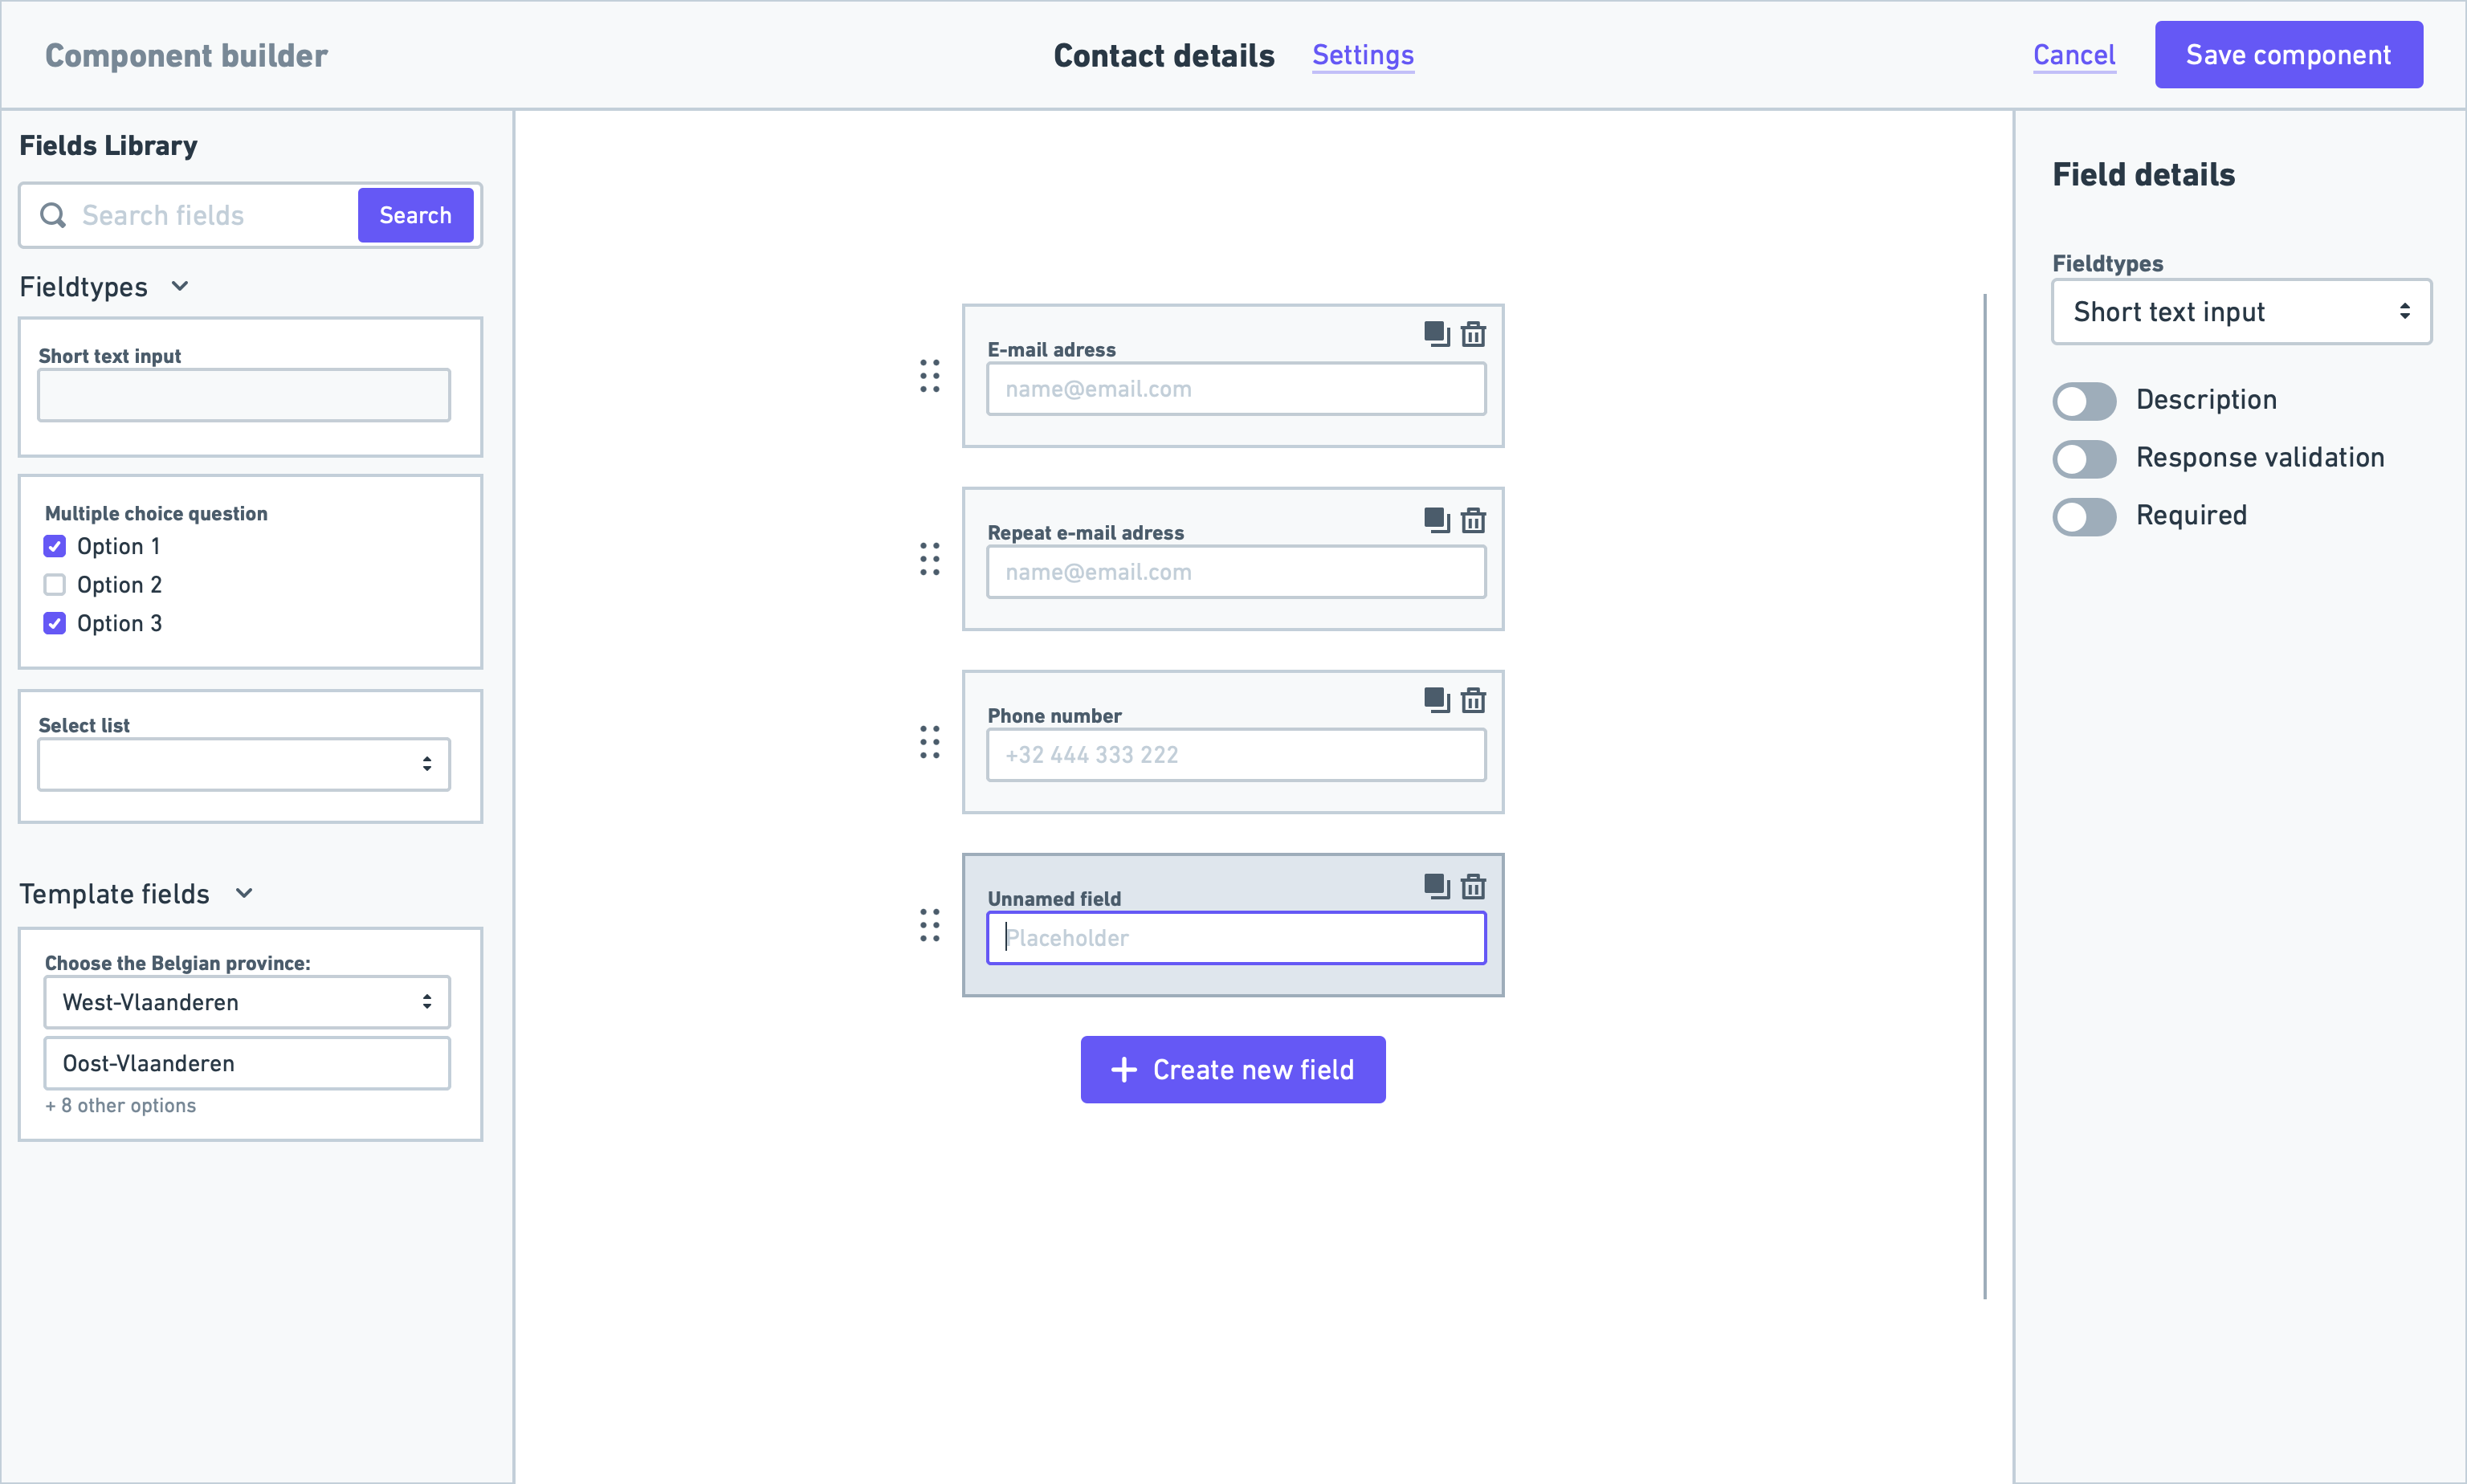 Component builder
Contact details
Settings
Cancel
Save component
Fields Library
Search fields
Search
Fieldtypes
Short text input
Multiple choice question
Option 1
Option 2
Option 3
Select list
Template fields
Choose the Belgian province:
West-Vlaanderen
Oost-Vlaanderen
+ 8 other options
E-mail adress
name@email.com
Repeat e-mail adress
name@email.com
Phone number
+32 444 333 222
Unnamed field
Placeholder
Create new field
Field details
Fieldtypes
Short text input
Description
Response validation
Required